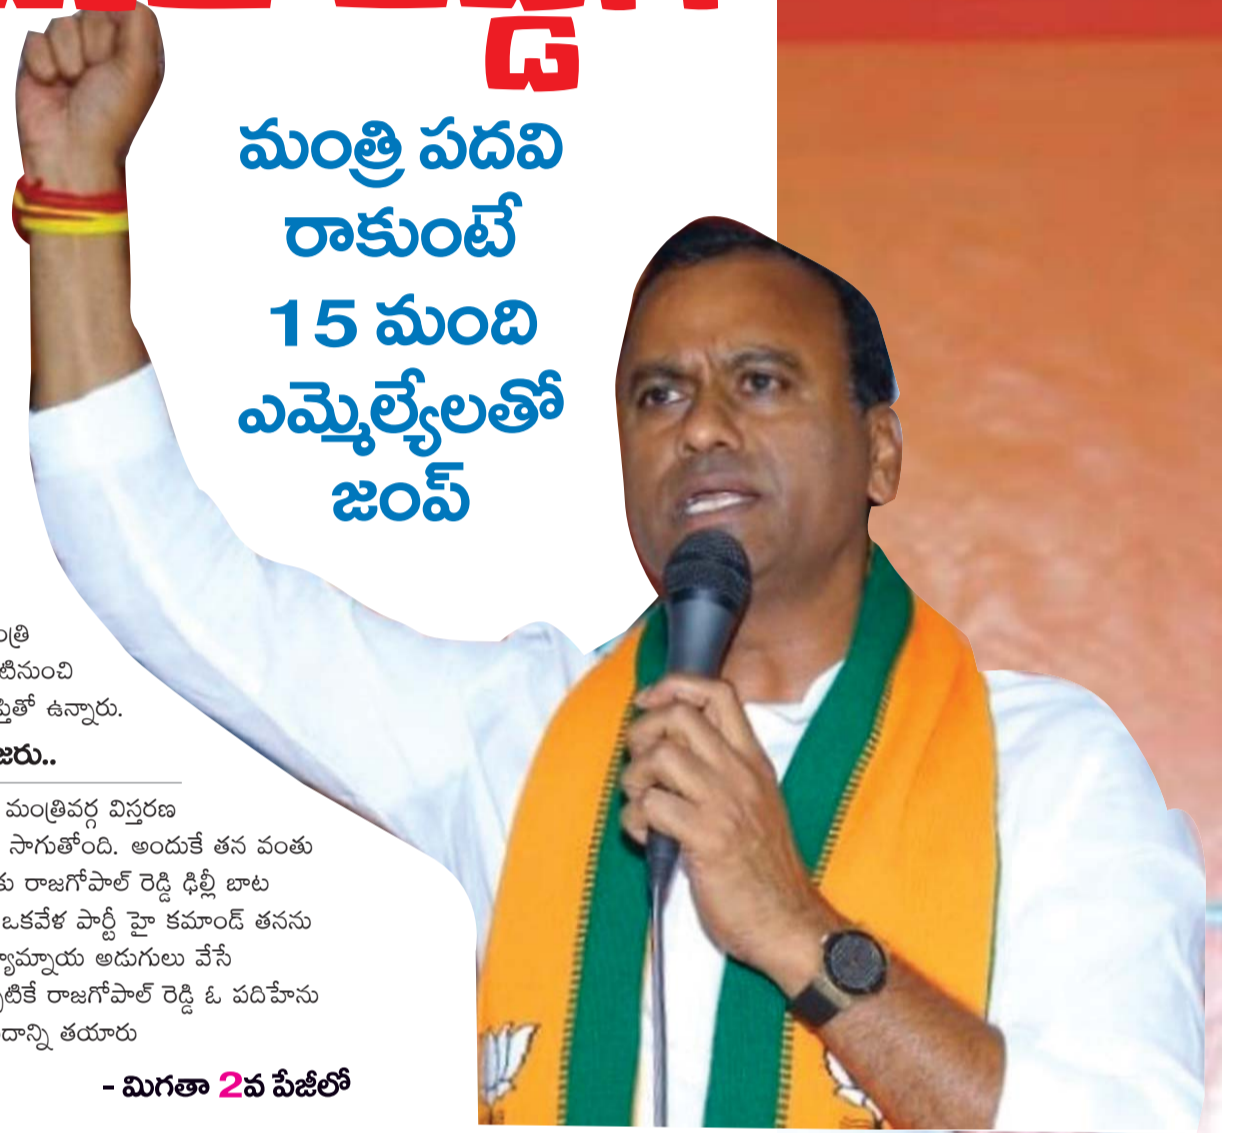 మంత్రి పదవి
రాకుంటే
15 మంది
ఎమ్మెల్యేలతో
జంప్
ఉన్నారు.
మంత్రివర్గ విస్తరణ
సాగుతోంది. అందుకే తన వంతు
రాజగోపాల్ రెడ్డి ఢిల్లీ బాట
ఒకవేళ పార్టీ హై కమాండ్ తనను
అడుగులు వేసే
రాజగోపాల్ రెడ్డి ఓ పదిహేను
తయారు
- మిగతా 2వ పేజీలో